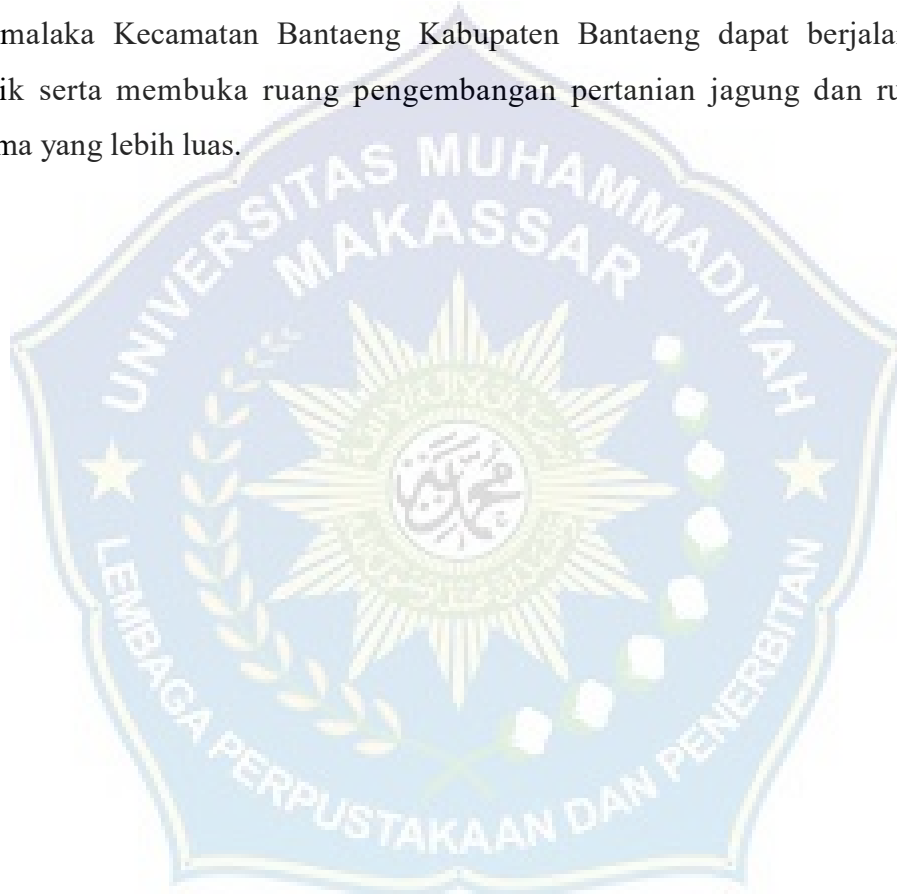 malaka Kecamatan Bantaeng Kabupaten Bantaeng dapat berjala
ik serta membuka ruang pengembangan pertanian jagung dan ru
ma yang lebih luas.
UNIVERSITAS MUHAMMADIYAH
MAKASSAR
محمد
LEMBAGA PERPUSTAKAAN DAN PENERBITAN